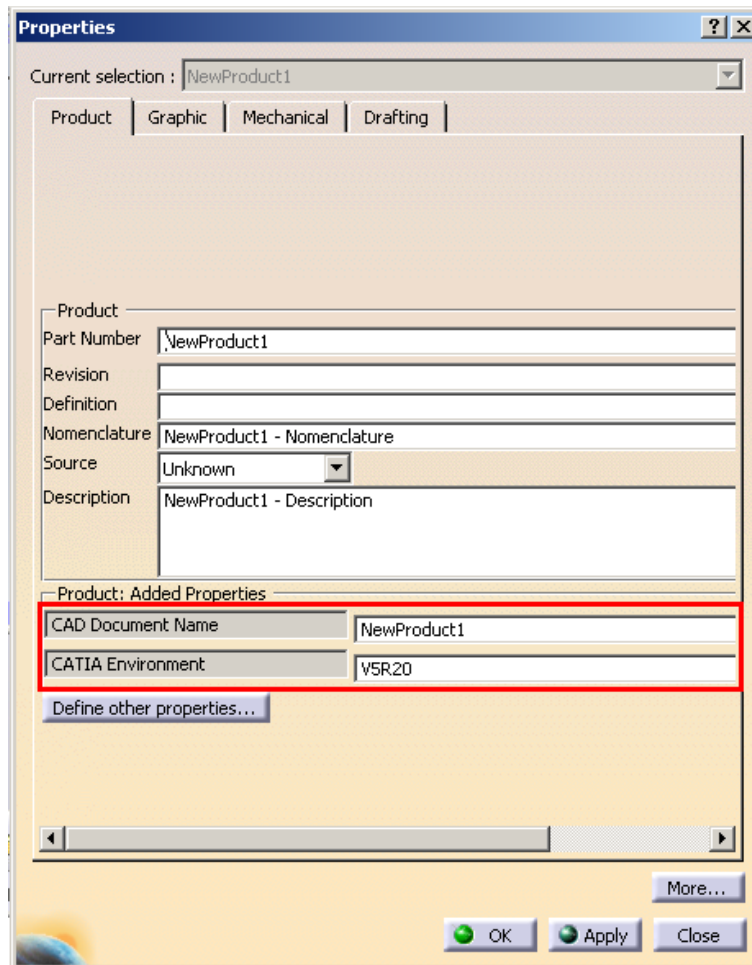 Properties
Current selection : NewProduct1
Product Graphic Mechanical Drafting
Product
Part Number NewProduct1
Revision
Definition
Nomenclature NewProduct1 - Nomenclature
Source Unknown
Description NewProduct1 - Description
Product: Added Properties
CAD Document Name NewProduct1
CATIA Environment V5R20
Define other properties...
More...
OK Apply Close